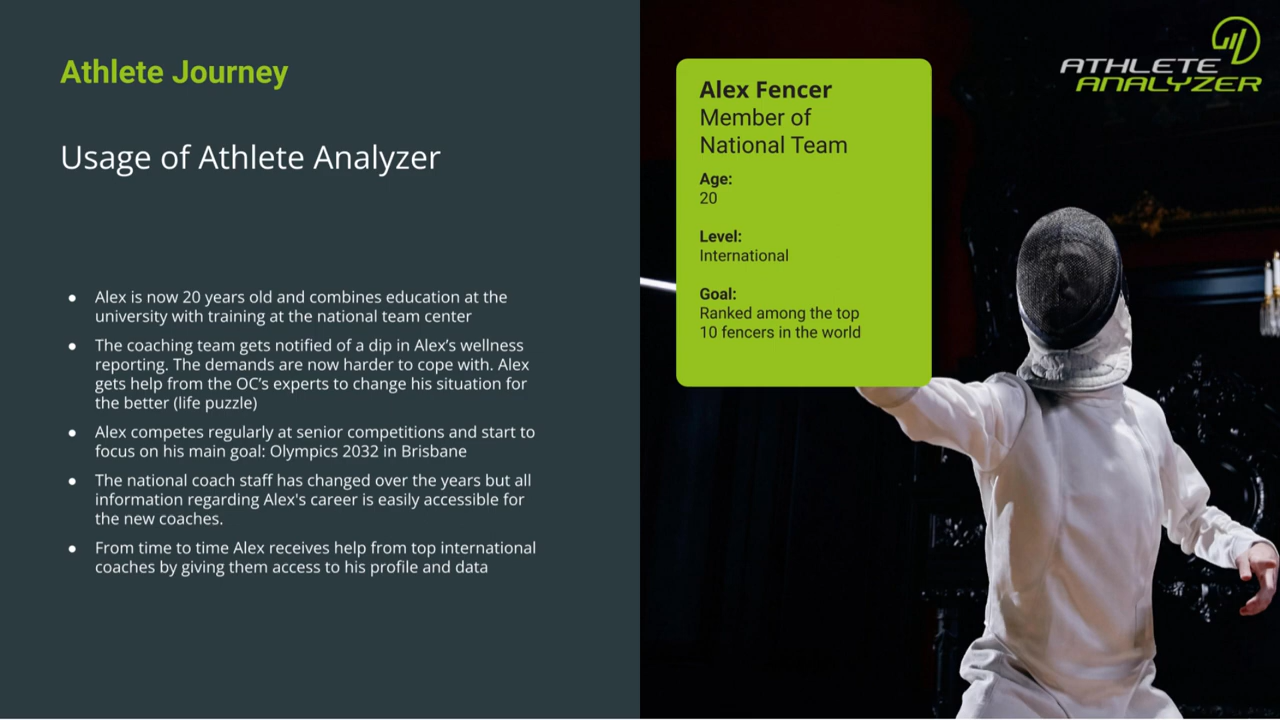 Athlete Journey
Usage of Athlete Analyzer
● Alex is now 20 years old and combines education at the
university with training at the national team center
● The coaching team gets notified of a dip in Alex’s wellness
reporting. The demands are now harder to cope with. Alex
gets help from the OC’s experts to change his situation for
the better (life puzzle)
● Alex competes regularly at senior competitions and start to
focus on his main goal: Olympics 2032 in Brisbane
● The national coach staff has changed over the years but all
information regarding Alex's career is easily accessible for
the new coaches.
● From time to time Alex receives help from top international
coaches by giving them access to his profile and data
Alex Fencer
Member of
National Team
Age:
20
Level:
International
Goal:
Ranked among the top
10 fencers in the world
ATHLETE
ANALYZER